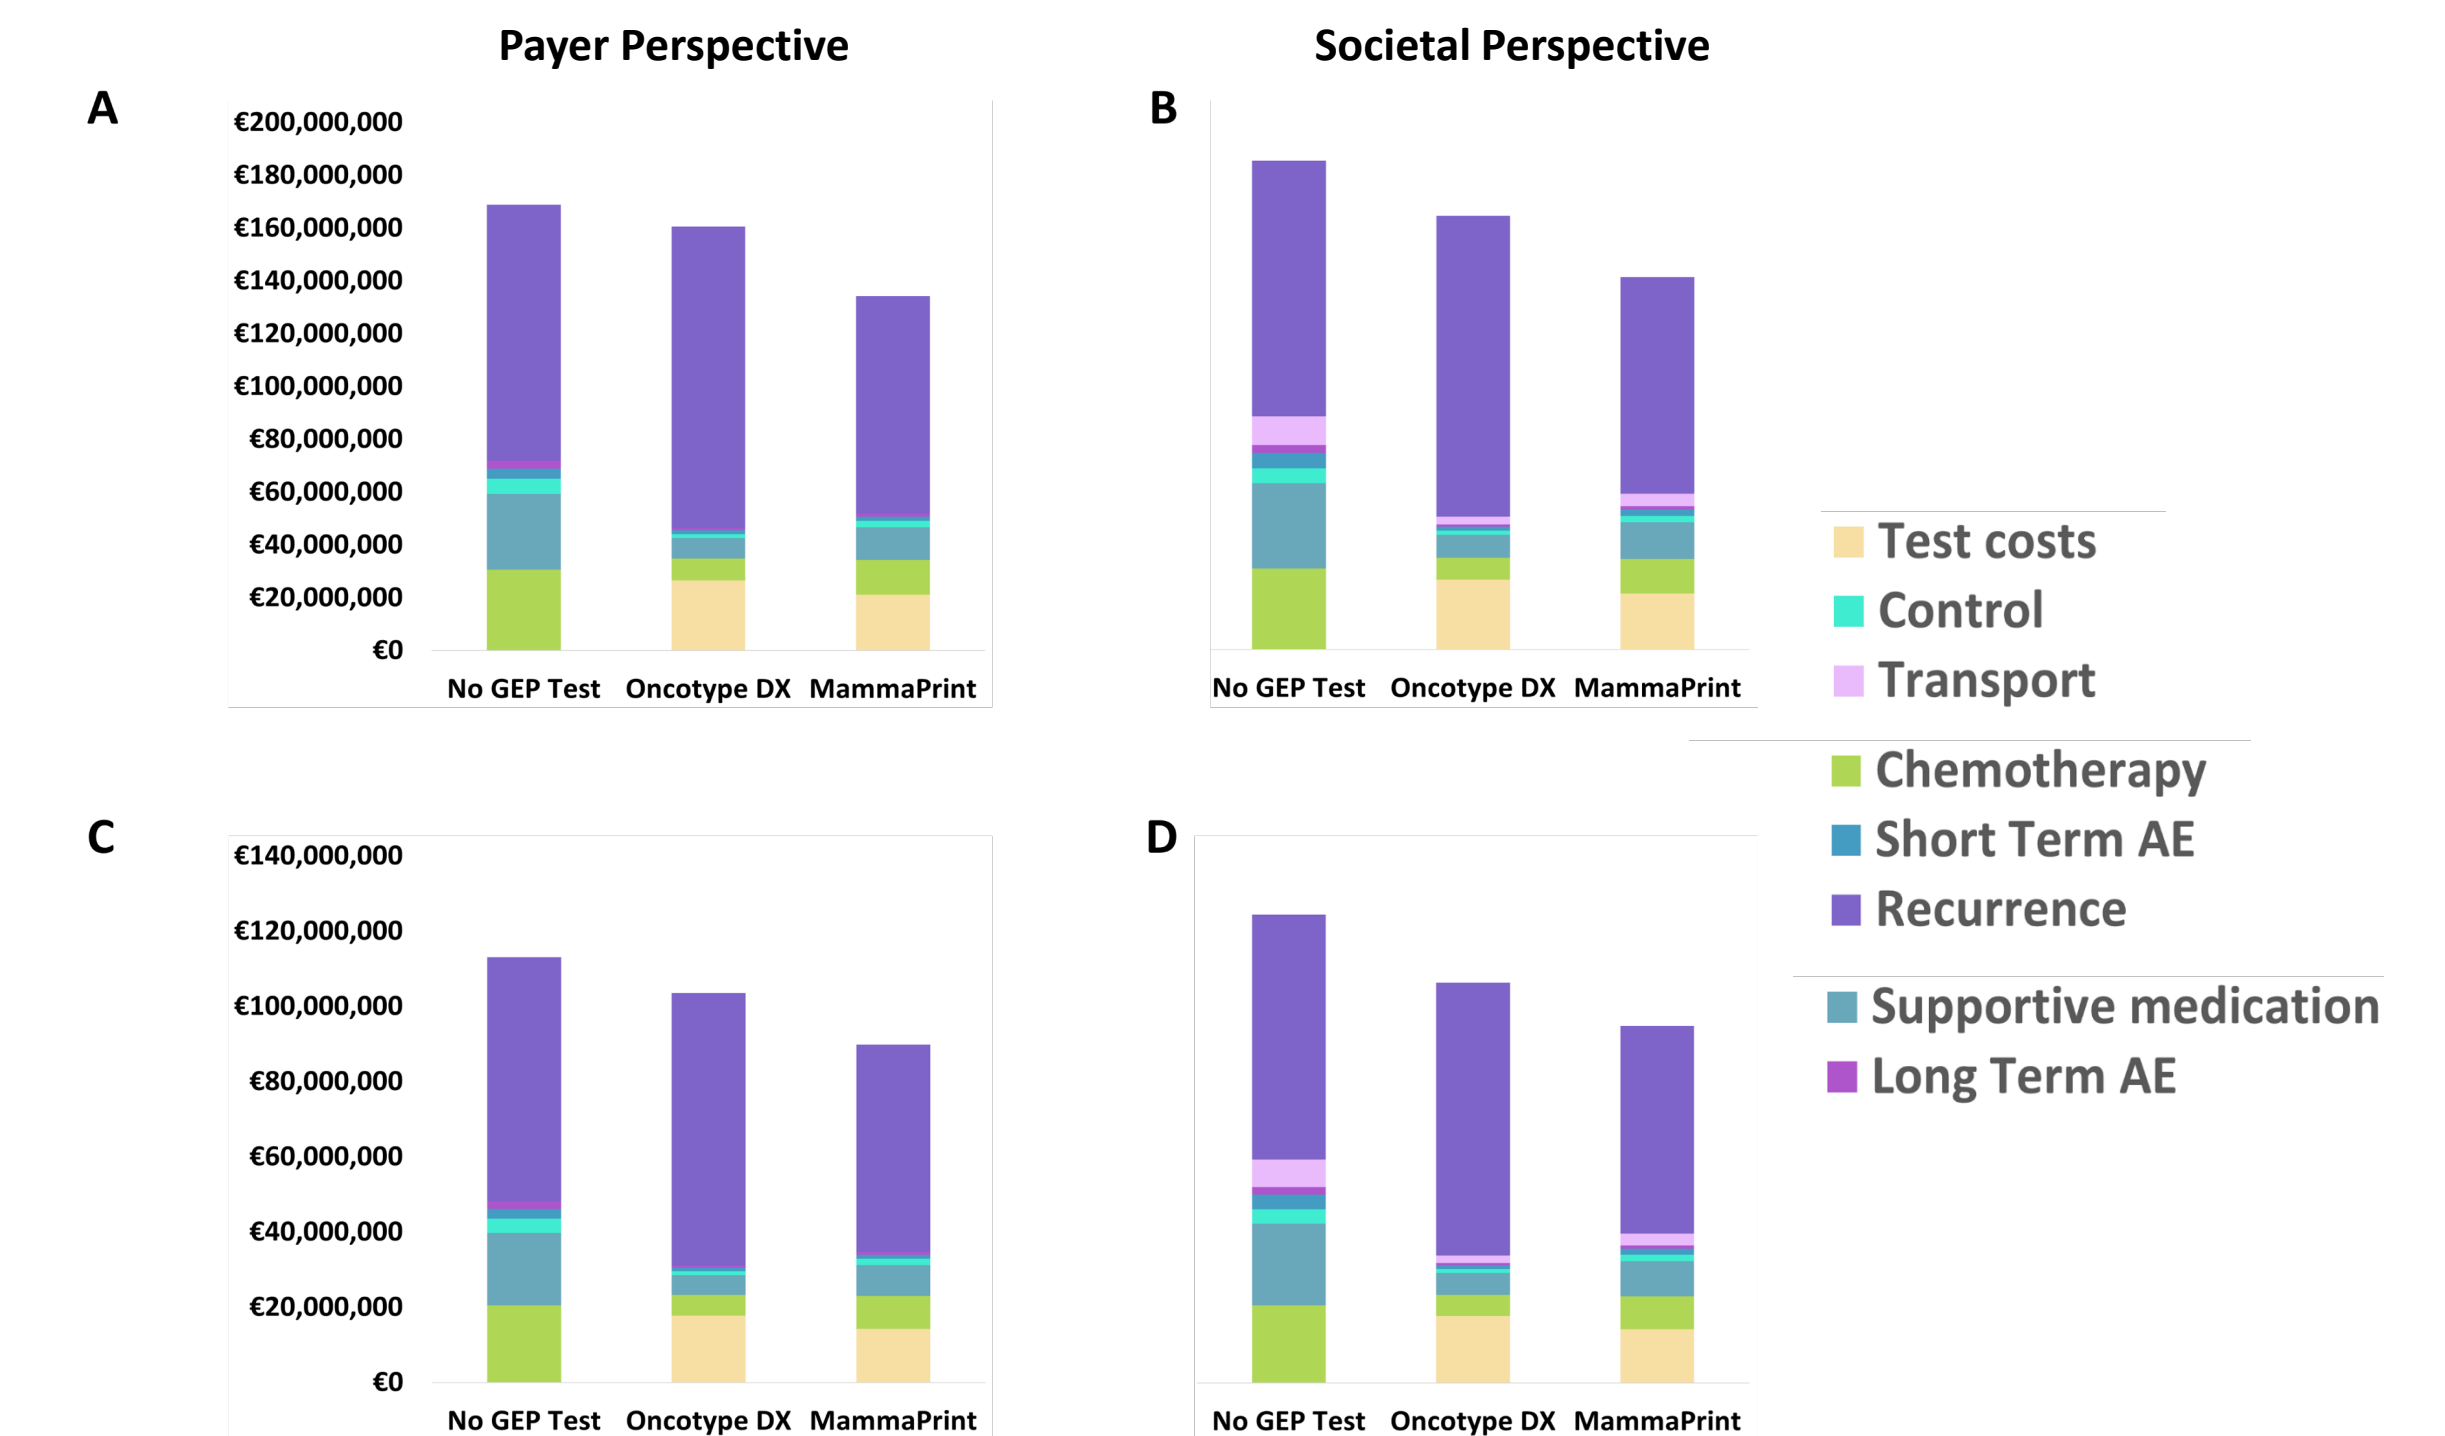 Payer Perspective
Societal Perspective
A
€200,000,000
€180,000,000
€160,000,000
€140,000,000
€120,000,000
€100,000,000
€80,000,000
€60,000,000
€40,000,000
€20,000,000
€0
No GEP Test Oncotype DX MammaPrint
B
No GEP Test Oncotype DX MammaPrint
Test costs
Control
Transport
Chemotherapy
Short Term AE
Recurrence
Supportive medication
Long Term AE
C
€140,000,000
€120,000,000
€100,000,000
€80,000,000
€60,000,000
€40,000,000
€20,000,000
€0
No GEP Test Oncotype DX MammaPrint
D
No GEP Test Oncotype DX MammaPrint